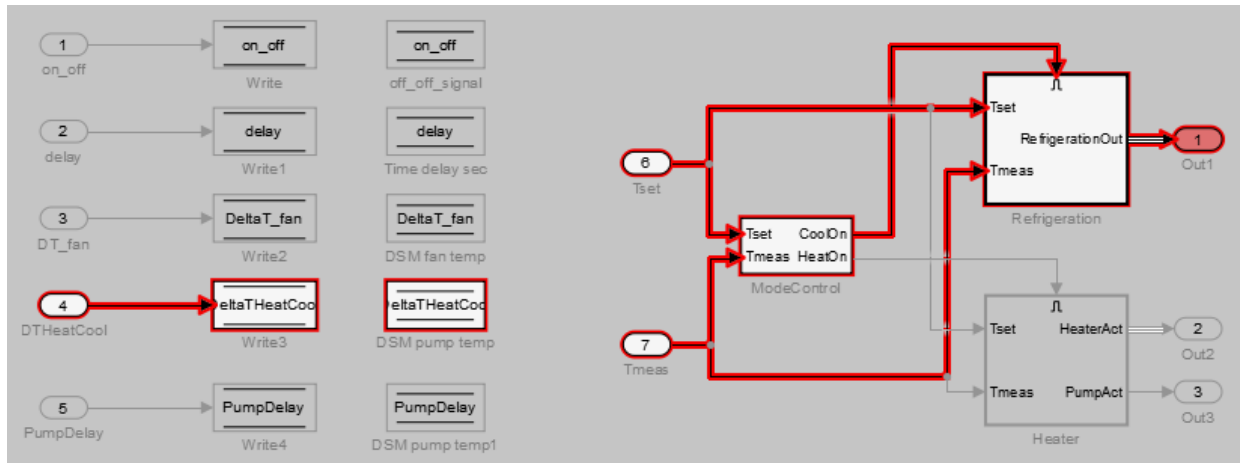 1
on_off
on_off
Write
on_off
off_off_signal
2
delay
delay
Write1
delay
Time delay sec
3
DT_fan
DeltaT_fan
Write2
DeltaT_fan
DSM fan temp
4
DTHeatCool
eltaTHeatCoo
Write3
eltaTHeatCoo
DSM pump temp
5
PumpDelay
PumpDelay
Write4
PumpDelay
DSM pump temp1
6
Tset
7
Tmeas
Tset CoolOn
Tmeas HeatOn
ModeControl
Tset
RefrigerationOut
Tmeas
Refrigeration
1
Out1
Tset HeaterAct
Tmeas PumpAct
Heater
2
Out2
3
Out3